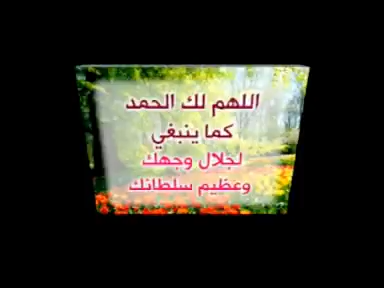 اللهم لك الحمد
كما ينبغي
لجلال وجهك
وعظيم سلطانك